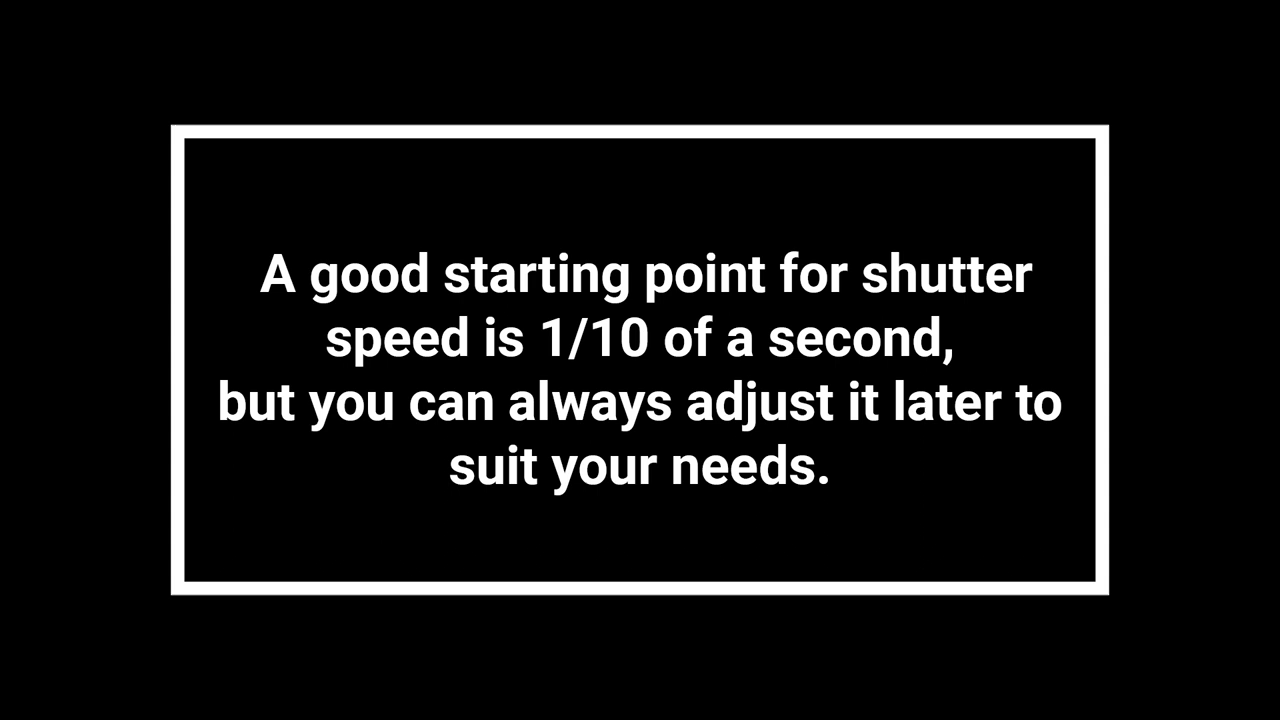 A good starting point for shutter
speed is 1/10 of a second,
but you can always adjust it later to
suit your needs.